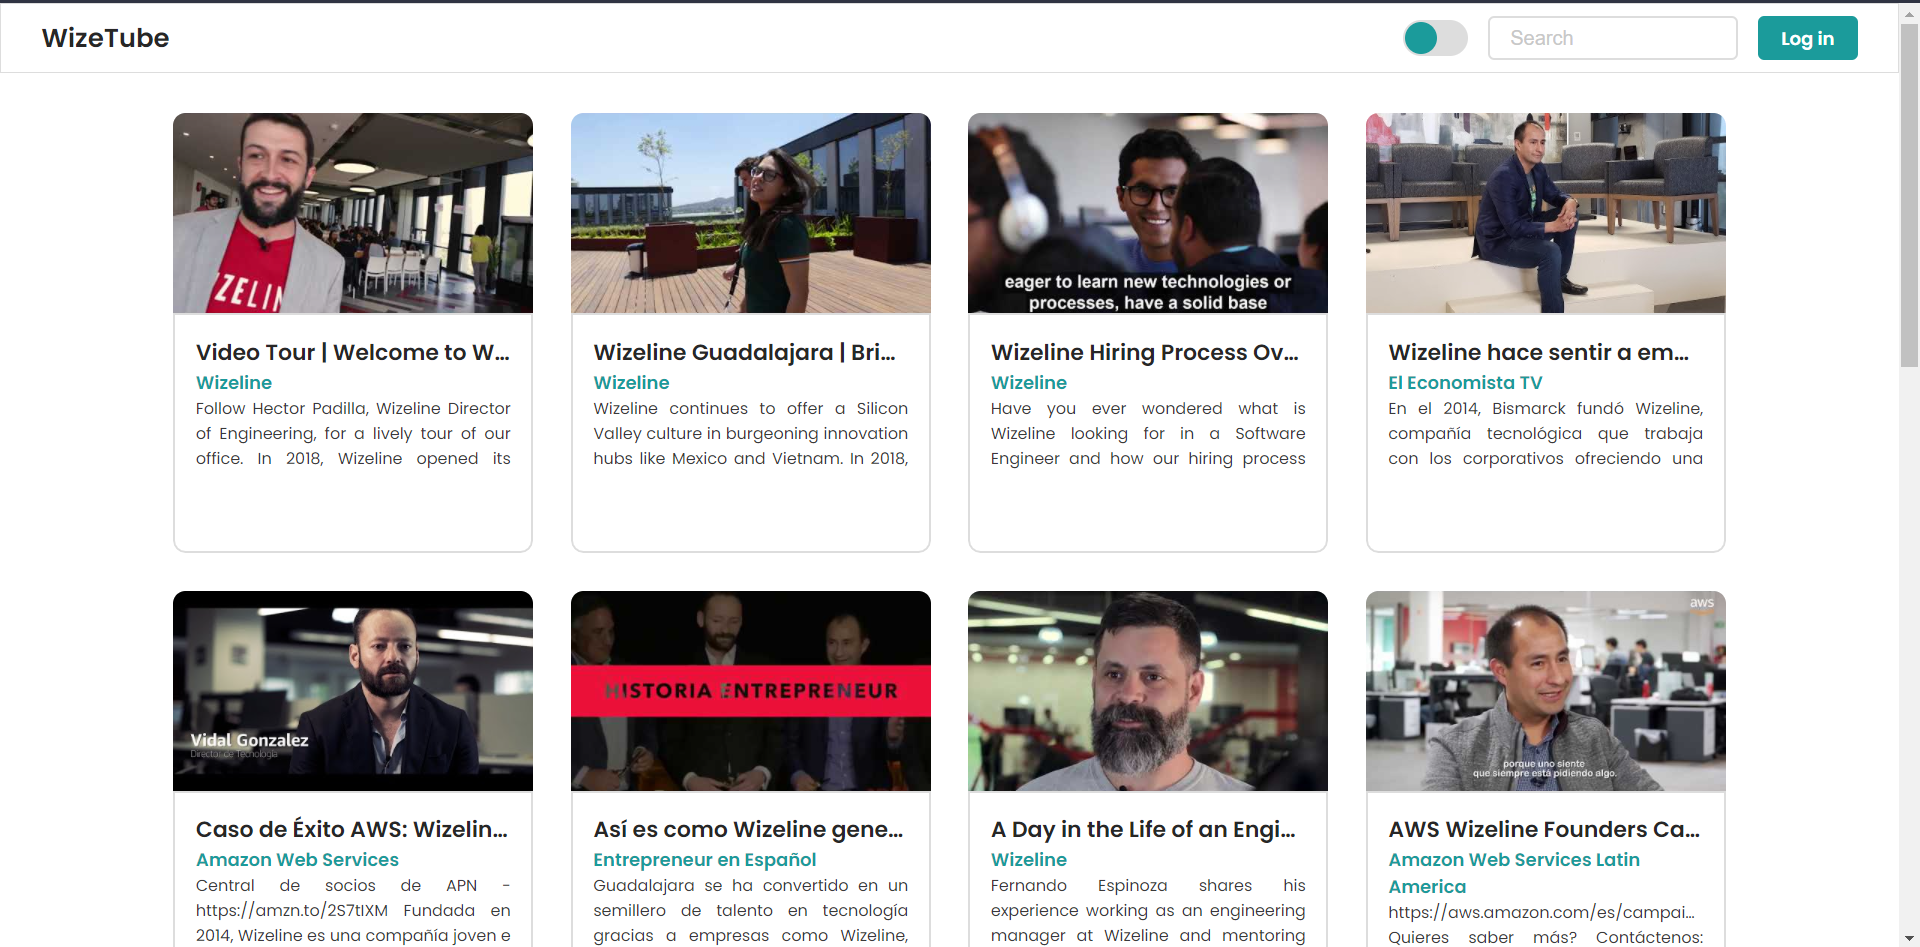 WizeTube
Search
Log in
ZELIN
eager to learn new technologies or
processes, have a solid base
Video Tour | Welcome to W...
Wizeline
Follow Hector Padilla, Wizeline Director
of Engineering, for a lively tour of our
office. In 2018, Wizeline opened its
Wizeline Guadalajara | Bri...
Wizeline
Wizeline continues to offer a Silicon
Valley culture in burgeoning innovation
hubs like Mexico and Vietnam. In 2018,
Wizeline Hiring Process Ov...
Wizeline
Have you ever wondered what is
Wizeline looking for in a Software
Engineer and how our hiring process
Wizeline hace sentir a em...
El Economista TV
En el 2014, Bismarck fundó Wizeline,
compañía tecnológica que trabaja
con los corporativos ofreciendo una
Vidal Gonzalez
Director de Tecnología
HISTORIA ENTREPRENEUR
aws
porque uno siente
que siempre está pidiendo algo.
Caso de Éxito AWS: Wizelin...
Amazon Web Services
Central de socios de APN -
https://amzn.to/2S7tIXM Fundada en
2014, Wizeline es una compañía joven e
Así es como Wizeline gene...
Entrepreneur en Español
Guadalajara se ha convertido en un
semillero de talento en tecnología
gracias a empresas como Wizeline,
A Day in the Life of an Engi...
Wizeline
Fernando Espinoza shares his
experience working as an engineering
manager at Wizeline and mentoring
AWS Wizeline Founders Ca...
Amazon Web Services Latin
America
https://aws.amazon.com/es/campai...
Quieres saber más? Contáctenos: